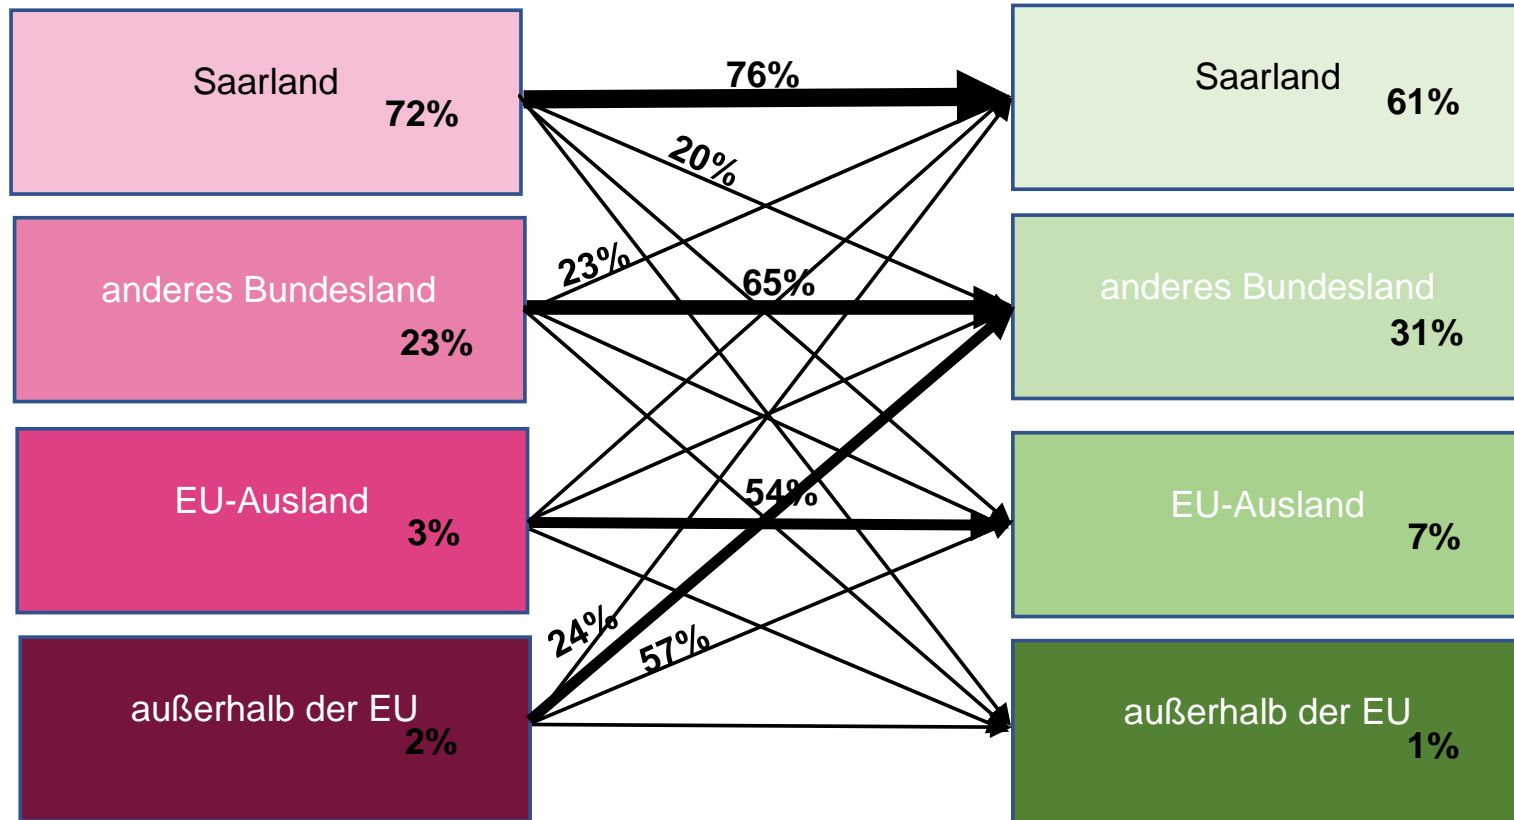 Saarland
72%
anderes Bundesland
23%
EU-Ausland
3%
außerhalb der EU
2%
76%
20%
23%
65%
54%
24%
57%
Saarland
61%
anderes Bundesland
31%
EU-Ausland
7%
außerhalb der EU
1%